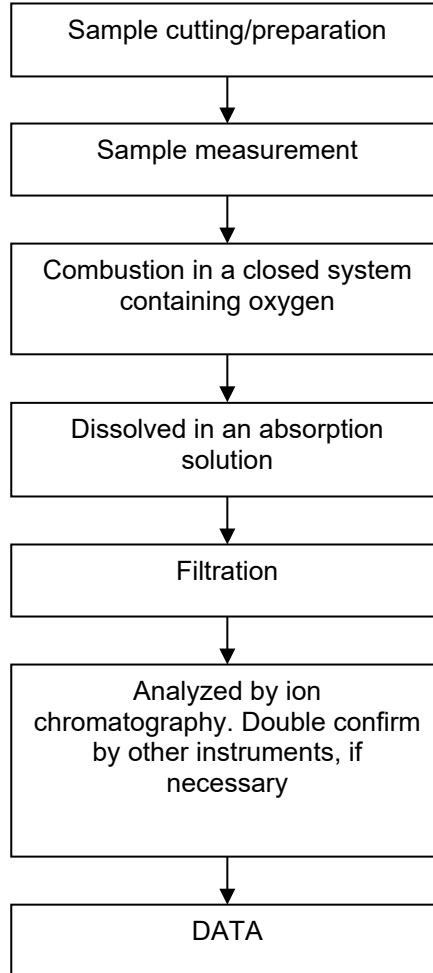 Sample cutting/preparation
Sample measurement
Combustion in a closed system
containing oxygen
Dissolved in an absorption
solution
Filtration
Analyzed by ion
chromatography. Double confirm
by other instruments, if
necessary
DATA